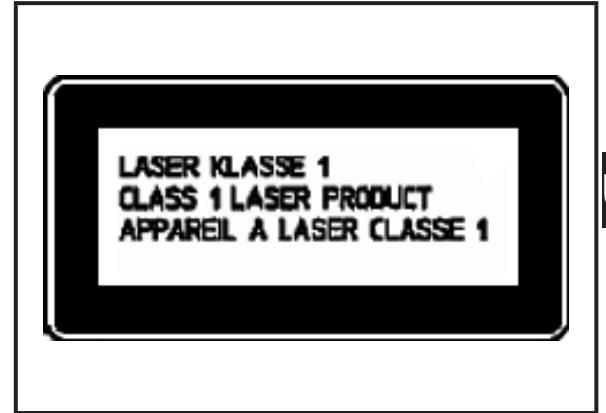 LASER KLASSE 1
CLASS 1 LASER PRODUCT
APPAREIL A LASER CLASSE 1